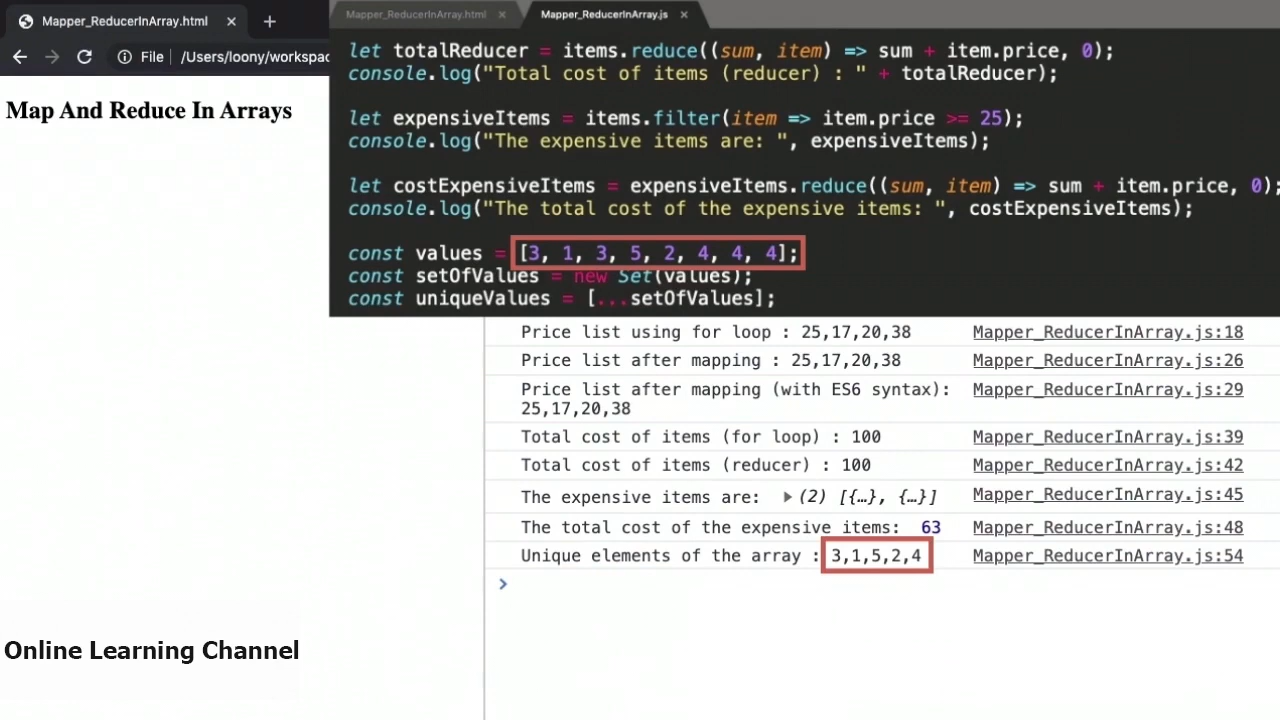 Mapper_ReducerInArray.html
File /Users/loony/workspac
Map And Reduce In Arrays
Online Learning Channel
Mapper_ReducerInArray.html
Mapper_ReducerInArray.js
let totalReducer = items.reduce((sum, item) => sum + item.price, 0);
console.log("Total cost of items (reducer) : " + totalReducer);
let expensiveItems = items.filter(item => item.price >= 25);
console.log("The expensive items are: ", expensiveItems);
let costExpensiveItems = expensiveItems.reduce((sum, item) => sum + item.price, 0);
console.log("The total cost of the expensive items: ", costExpensiveItems);
const values = [3, 1, 3, 5, 2, 4, 4, 4];
const setOfValues = new Set(values);
const uniqueValues = [...setOfValues];
Price list using for loop : 25,17,20,38 Mapper_ReducerInArray.js:18
Price list after mapping : 25,17,20,38 Mapper_ReducerInArray.js:26
Price list after mapping (with ES6 syntax): Mapper_ReducerInArray.js:29
25,17,20,38
Total cost of items (for loop) : 100 Mapper_ReducerInArray.js:39
Total cost of items (reducer) : 100 Mapper_ReducerInArray.js:42
The expensive items are: ▶(2) [{…}, {…}] Mapper_ReducerInArray.js:45
The total cost of the expensive items: 63 Mapper_ReducerInArray.js:48
Unique elements of the array : 3,1,5,2,4 Mapper_ReducerInArray.js:54